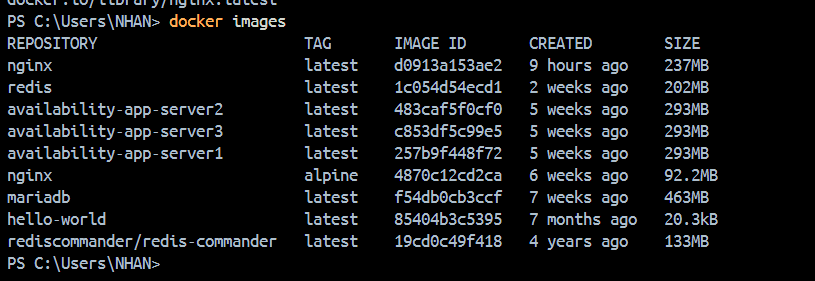 docker.io/library/nginx:latest
PS C:\Users\NHAN> docker images
REPOSITORY TAG IMAGE ID CREATED SIZE
nginx latest d0913a153ae2 9 hours ago 237MB
redis latest 1c054d54ecd1 2 weeks ago 202MB
availability-app-server2 latest 483caf5f0cf0 5 weeks ago 293MB
availability-app-server3 latest c853df5c99e5 5 weeks ago 293MB
availability-app-server1 latest 257b9f448f72 5 weeks ago 293MB
nginx alpine 4870c12cd2ca 6 weeks ago 92.2MB
mariadb latest f54db0cb3ccf 7 weeks ago 463MB
hello-world latest 85404b3c5395 7 months ago 20.3kB
rediscommander/redis-commander latest 19cd0c49f418 4 years ago 133MB
PS C:\Users\NHAN>